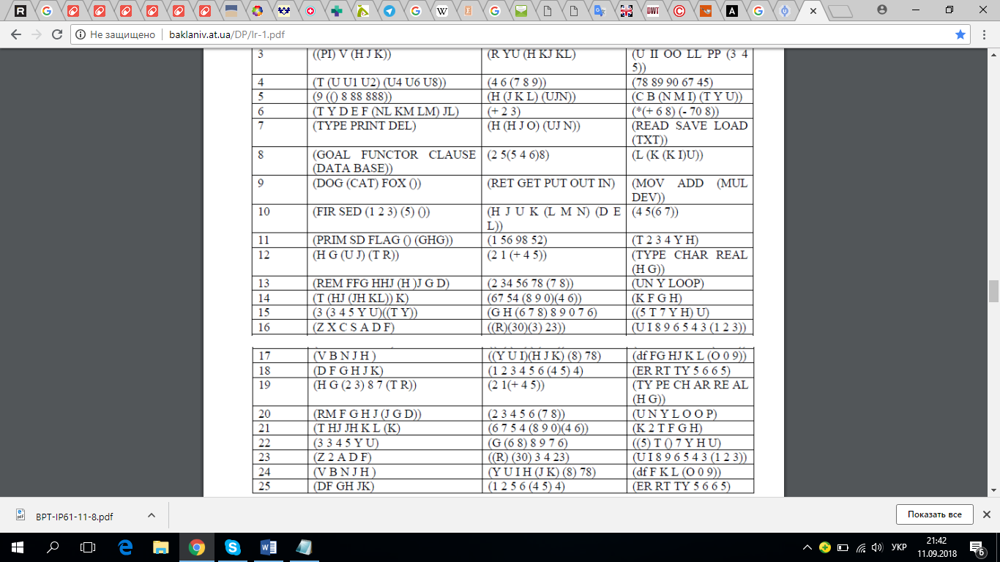 Не защищено baklaniv.at.ua/DP/lr-1.pdf
3 ((PI) V (H J K)) (R YU (H KJ KL) (U II OO LL PP (3 4
5))
4 (T (U U1 U2) (U4 U6 U8)) (4 6 (7 8 9)) (78 89 90 67 45)
5 (9 (() 8 88 888)) (H (J K L) (UJN)) (C B (N M I) (T Y U))
6 (T Y D E F (NL KM LM) JL) (+ 2 3) (*(+ 6 8) (- 70 8))
7 (TYPE PRINT DEL) (H (H J O) (UJ N)) (READ SAVE LOAD
(TXT))
8 (GOAL FUNCTOR CLAUSE (2 5(5 4 6)8) (L (K (K I)U))
(DATA BASE))
9 (DOG (CAT) FOX ()) (RET GET PUT OUT IN) (MOV ADD (MUL
DEV))
10 (FIR SED (1 2 3) (5) ()) (H J U K (L M N) (D E (4 5(6 7))
L))
11 (PRIM SD FLAG () (GHG)) (1 56 98 52) (T 2 3 4 Y H)
12 (H G (U J) (T R)) (2 1 (+ 4 5)) (TYPE CHAR REAL
(H G))
13 (REM FFG HHJ (H )J G D) (2 34 56 78 (7 8)) (UN Y LOOP)
14 (T (HJ (JH KL)) K) (67 54 (8 9 0)(4 6)) (K F G H)
15 (3 (3 4 5 Y U)((T Y)) (G H (6 7 8) 8 9 0 7 6) ((5 T 7 Y H) U)
16 (Z X C S A D F) ((R)(30)(3) 23)) (U I 8 9 6 5 4 3 (1 2 3))
17 (V B N J H ) ((Y U I)(H J K) (8) 78) (df FG HJ K L (O 0 9))
18 (D F G H J K) (1 2 3 4 5 6 (4 5) 4) (ER RT TY 5 6 6 5)
19 (H G (2 3) 8 7 (T R)) (2 1(+ 4 5)) (TY PE CH AR RE AL
(H G))
20 (RM F G H J (J G D)) (2 3 4 5 6 (7 8)) (U N Y L O O P)
21 (T HJ JH K L (K) (6 7 5 4 (8 9 0)(4 6)) (K 2 T F G H)
22 (3 3 4 5 Y U) (G (6 8) 8 9 7 6) ((5) T () 7 Y H U)
23 (Z 2 A D F) ((R) (30) 3 4 23) (U I 8 9 6 5 4 3 (1 2 3))
24 (V B N J H ) (Y U I H (J K) (8) 78) (df F K L (O 0 9))
25 (DF GH JK) (1 2 5 6 (4 5) 4) (ER RT TY 5 6 6 5)
BPT-IP61-11-8.pdf Показать все
УКР 21:42
11.09.2018 6